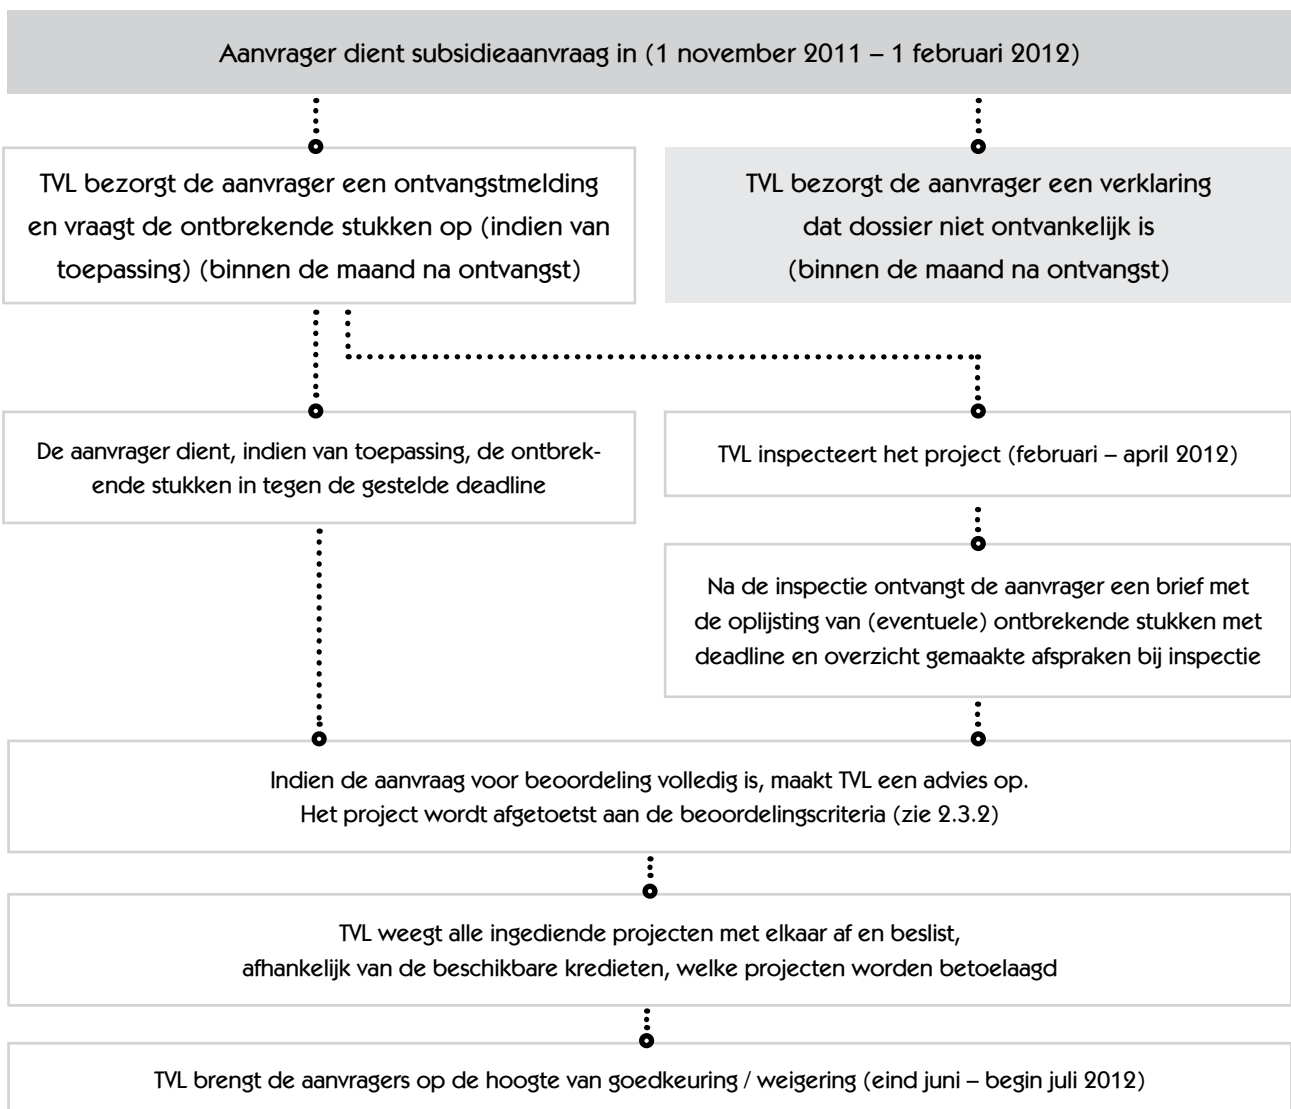 Aanvrager dient subsidieaanvraag in (1 november 2011 – 1 februari 2012)
TVL bezorgt de aanvrager een ontvangstmelding
en vraagt de ontbrekende stukken op (indien van
toepassing) (binnen de maand na ontvangst)
TVL bezorgt de aanvrager een verklaring
dat dossier niet ontvankelijk is
(binnen de maand na ontvangst)
De aanvrager dient, indien van toepassing, de ontbrek-
ende stukken in tegen de gestelde deadline
TVL inspecteert het project (februari – april 2012)
Na de inspectie ontvangt de aanvrager een brief met
de oplijsting van (eventuele) ontbrekende stukken met
deadline en overzicht gemaakte afspraken bij inspectie
Indien de aanvraag voor beoordeling volledig is, maakt TVL een advies op.
Het project wordt afgetoetst aan de beoordelingscriteria (zie 2.3.2)
TVL weegt alle ingediende projecten met elkaar af en beslist,
afhankelijk van de beschikbare kredieten, welke projecten worden betoelaagd
TVL brengt de aanvragers op de hoogte van goedkeuring / weigering (eind juni – begin juli 2012)